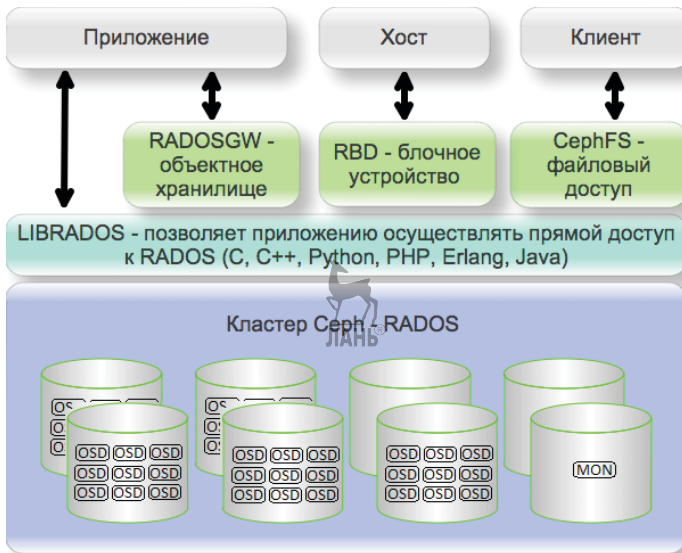 Приложение
Хост
Клиент
RADOSGW -
объектное
хранилище
RBD - блочное
устройство
CephFS -
файловый
доступ
LIBRADOS - позволяет приложению осуществлять прямой доступ
к RADOS (C, C++, Python, PHP, Erlang, Java)
Кластер Ceph - RADOS
ЛАНЬ®
OSD OSD OSD
OSD OSD OSD
OSD OSD OSD
OSD OSD OSD
OSD OSD OSD
OSD OSD OSD
OSD OSD OSD
OSD OSD OSD
OSD OSD OSD
MON